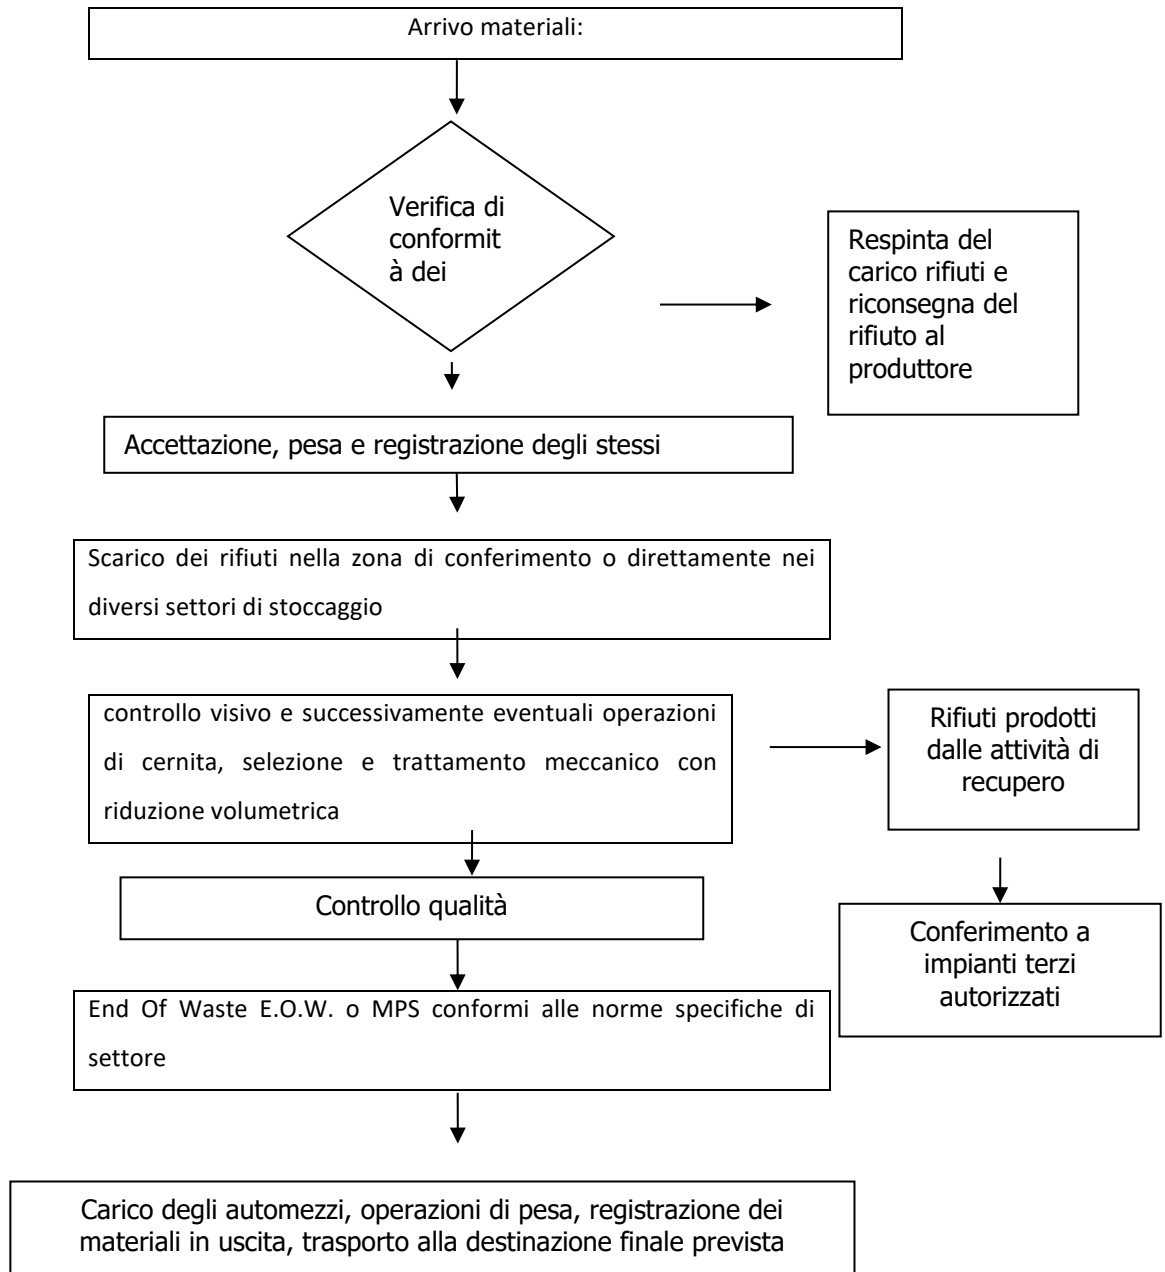 Arrivo materiali:
Verifica di
conformit
à dei
Respinta del
carico rifiuti e
riconsegna del
rifiuto al
produttore
Accettazione, pesa e registrazione degli stessi
Scarico dei rifiuti nella zona di conferimento o direttamente nei
diversi settori di stoccaggio
controllo visivo e successivamente eventuali operazioni
di cernita, selezione e trattamento meccanico con
riduzione volumetrica
Rifiuti prodotti
dalle attività di
recupero
Controllo qualità
Conferimento a
impianti terzi
autorizzati
End Of Waste E.O.W. o MPS conformi alle norme specifiche di
settore
Carico degli automezzi, operazioni di pesa, registrazione dei
materiali in uscita, trasporto alla destinazione finale prevista